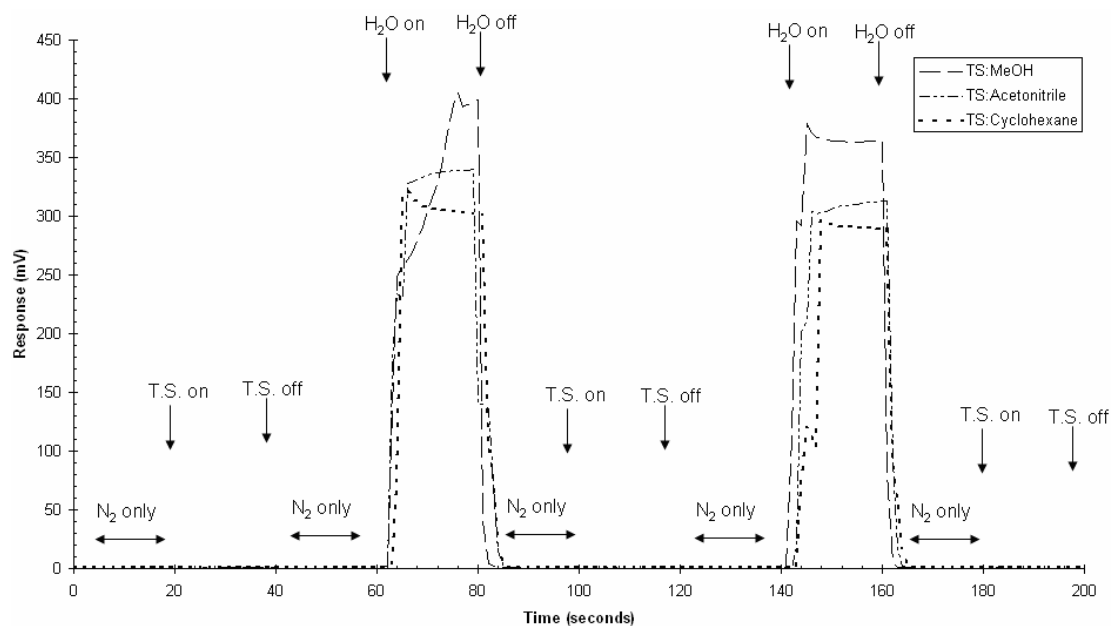 H₂O on
H₂O off
H₂O on
H₂O off
TS:MeOH
TS:Acetonitrile
TS:Cyclohexane
450
400
350
300
250
200
150
100
50
0
Response (mV)
T.S. on
T.S. off
T.S. on
T.S. off
T.S. on
T.S. off
N₂ only
N₂ only
N₂ only
N₂ only
N₂ only
0
20
40
60
80
100
120
140
160
180
200
Time (seconds)